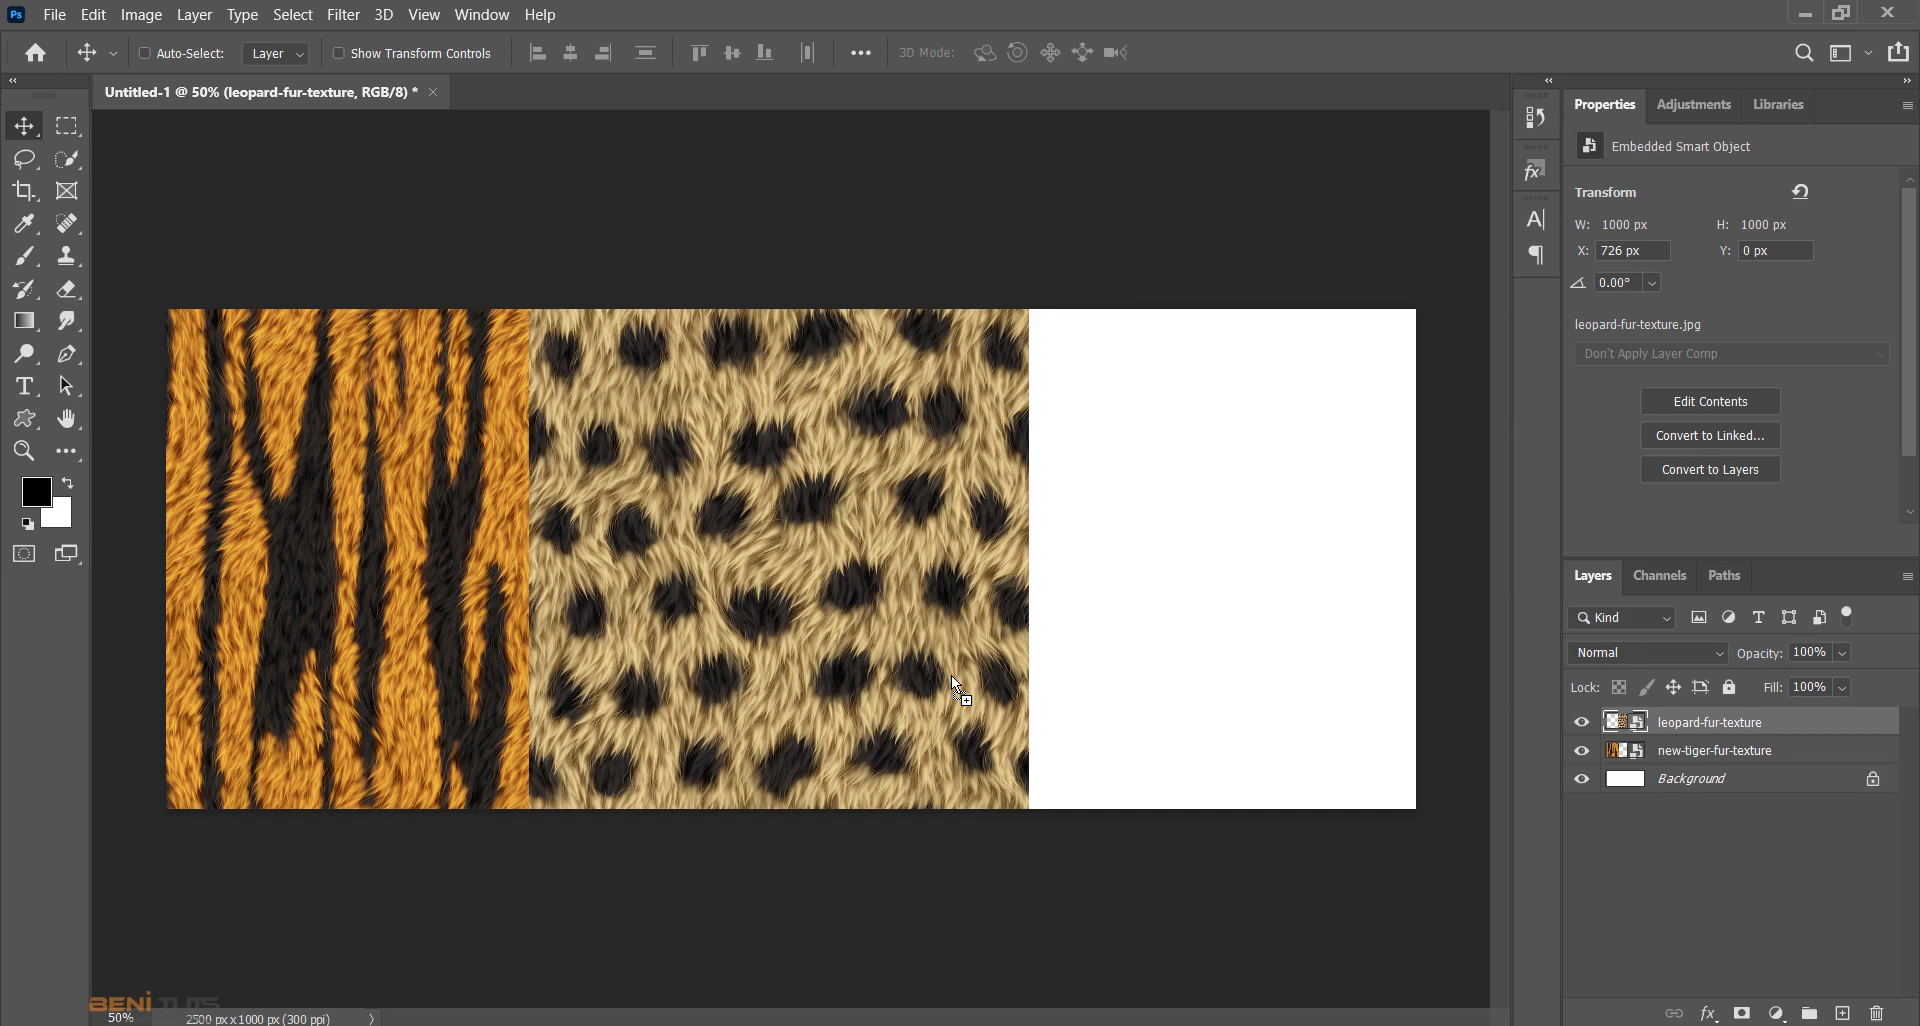 Ps File Edit Image Layer Type Select Filter 3D View Window Help
Auto-Select: Layer Show Transform Controls 3D Mode:
Untitled-1 @ 50% (leopard-fur-texture, RGB/8) *
Properties Adjustments Libraries
Embedded Smart Object
Transform
W: 1000 px H: 1000 px
X: 726 px Y: 0 px
0.00°
leopard-fur-texture.jpg
Don't Apply Layer Comp
Edit Contents
Convert to Linked...
Convert to Layers
Layers Channels Paths
Kind
Normal Opacity: 100%
Lock: Fill: 100%
leopard-fur-texture
new-tiger-fur-texture
Background
BENI TUTS
50% 2500 px x 1000 px (300 ppi)